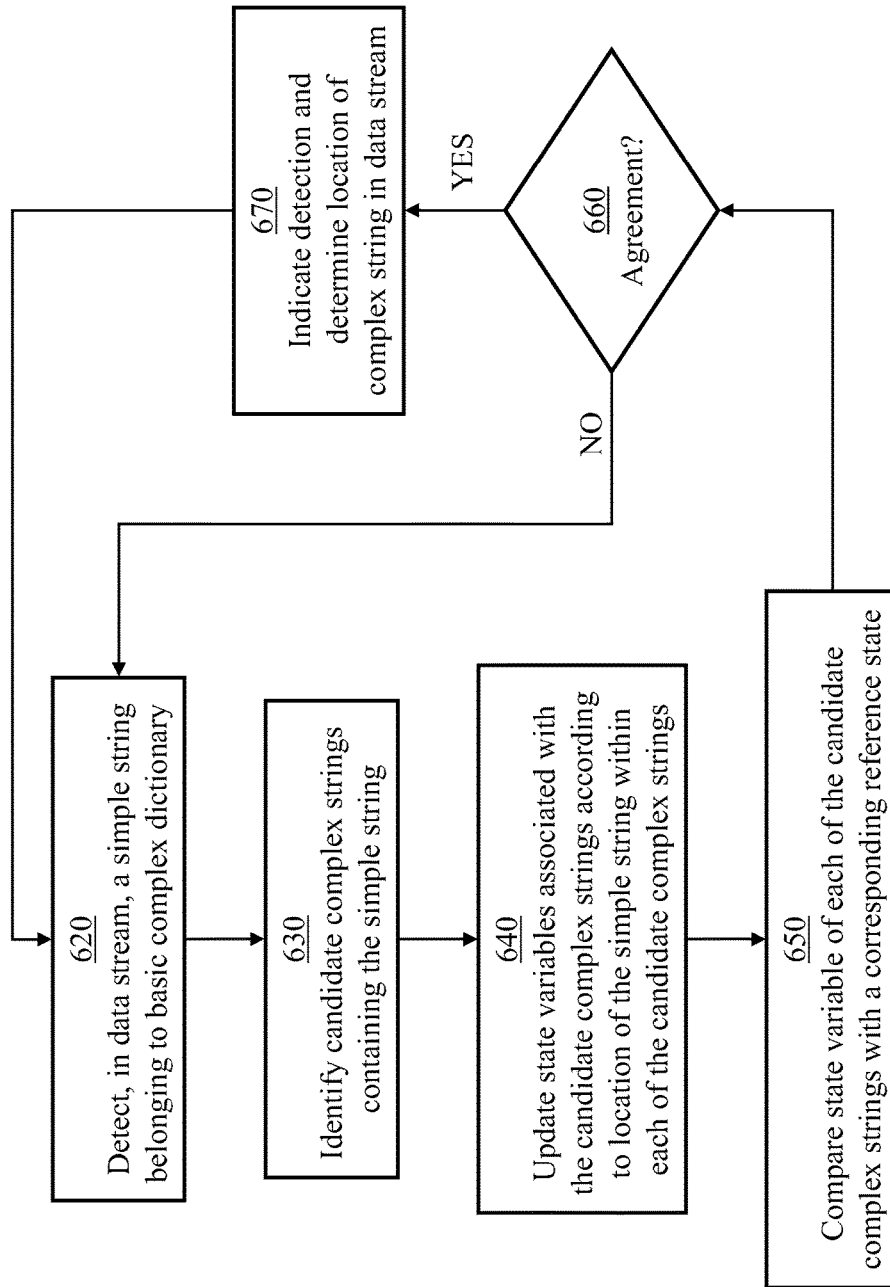 620
Detect, in data stream, a simple string
belonging to basic complex dictionary
630
Identify candidate complex strings
containing the simple string
640
Update state variables associated with
the candidate complex strings according
to location of the simple string within
each of the candidate complex strings
650
Compare state variable of each of the candidate
complex strings with a corresponding reference state
660
Agreement?
NO
YES
670
Indicate detection and
determine location of
complex string in data stream